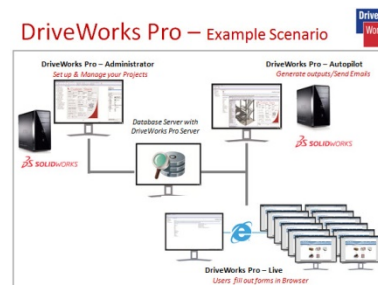 DriveWorks Pro – Example Scenario
Drive
Wo
DriveWorks Pro – Administrator
Set up & Manage your Projects
DriveWorks Pro – Autopilot
Generate outputs/Send Emails
Database Server with
DriveWorks Pro Server
SOLIDWORKS
SOLIDWORKS
DriveWorks Pro – Live
Users fill out forms in Browser